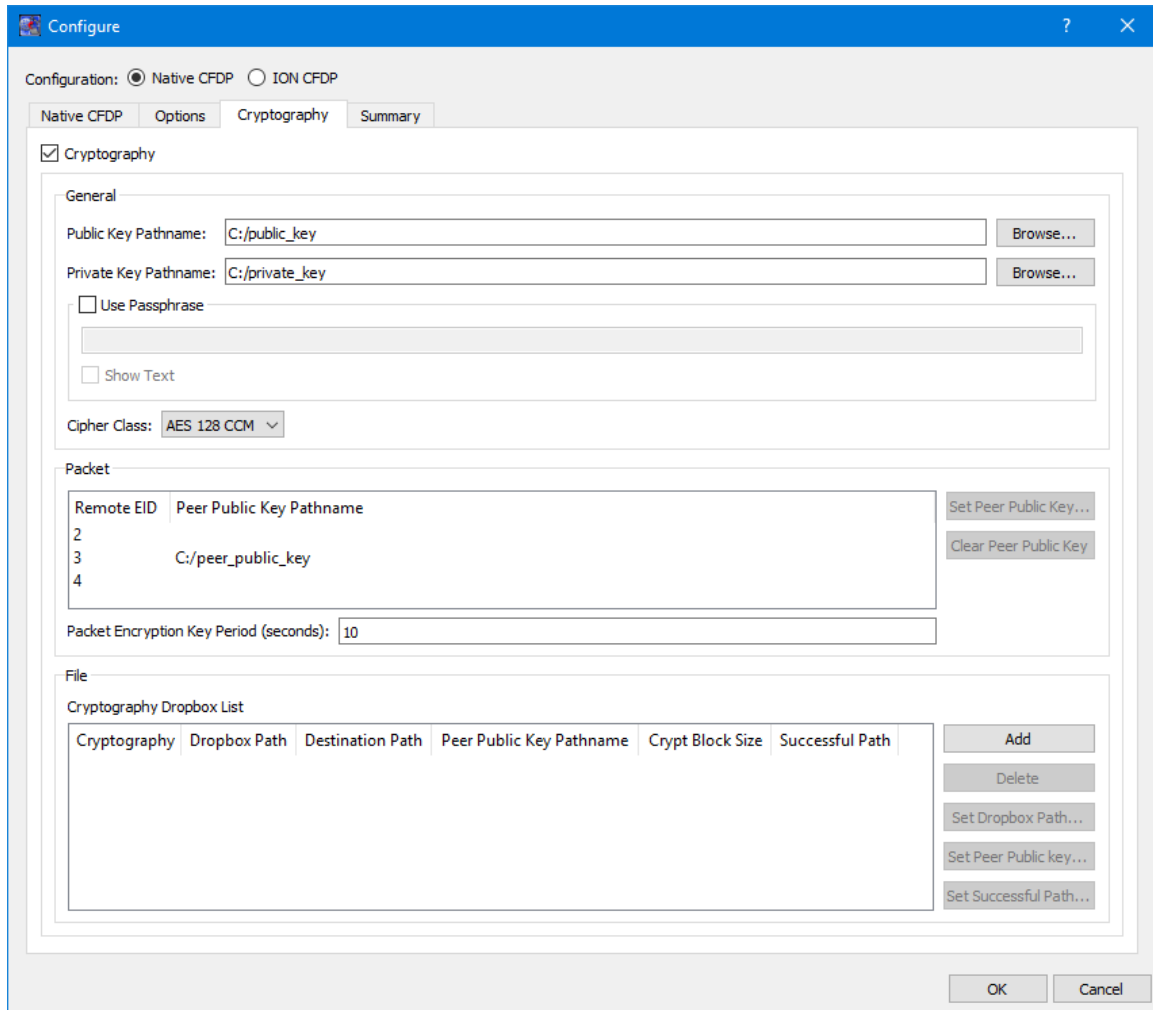 Configure ?
Configuration: Native CFDP ION CFDP
Native CFDP Options Cryptography Summary
Cryptography
General
Public Key Pathname: C:/public_key Browse...
Private Key Pathname: C:/private_key Browse...
Use Passphrase
Show Text
Cipher Class: AES 128 CCM
Packet
Remote EID Peer Public Key Pathname Set Peer Public Key...
2
3 C:/peer_public_key Clear Peer Public Key
4
Packet Encryption Key Period (seconds): 10
File
Cryptography Dropbox List
Cryptography Dropbox Path Destination Path Peer Public Key Pathname Crypt Block Size Successful Path Add
Delete
Set Dropbox Path...
Set Peer Public key...
Set Successful Path...
OK Cancel